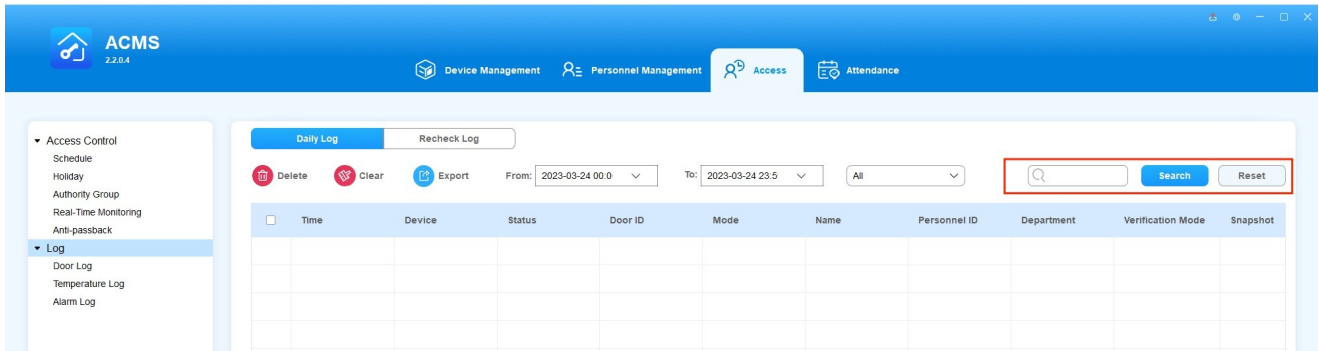 ACMS
2.2.0.4
Device Management
Personnel Management
Access
Attendance
Access Control
Schedule
Holiday
Authority Group
Real-Time Monitoring
Anti-passback
Log
Door Log
Temperature Log
Alarm Log
Daily Log
Recheck Log
Delete
Clear
Export
From: 2023-03-24 00:0
To: 2023-03-24 23:5
All
Search
Reset
Time
Device
Status
Door ID
Mode
Name
Personnel ID
Department
Verification Mode
Snapshot